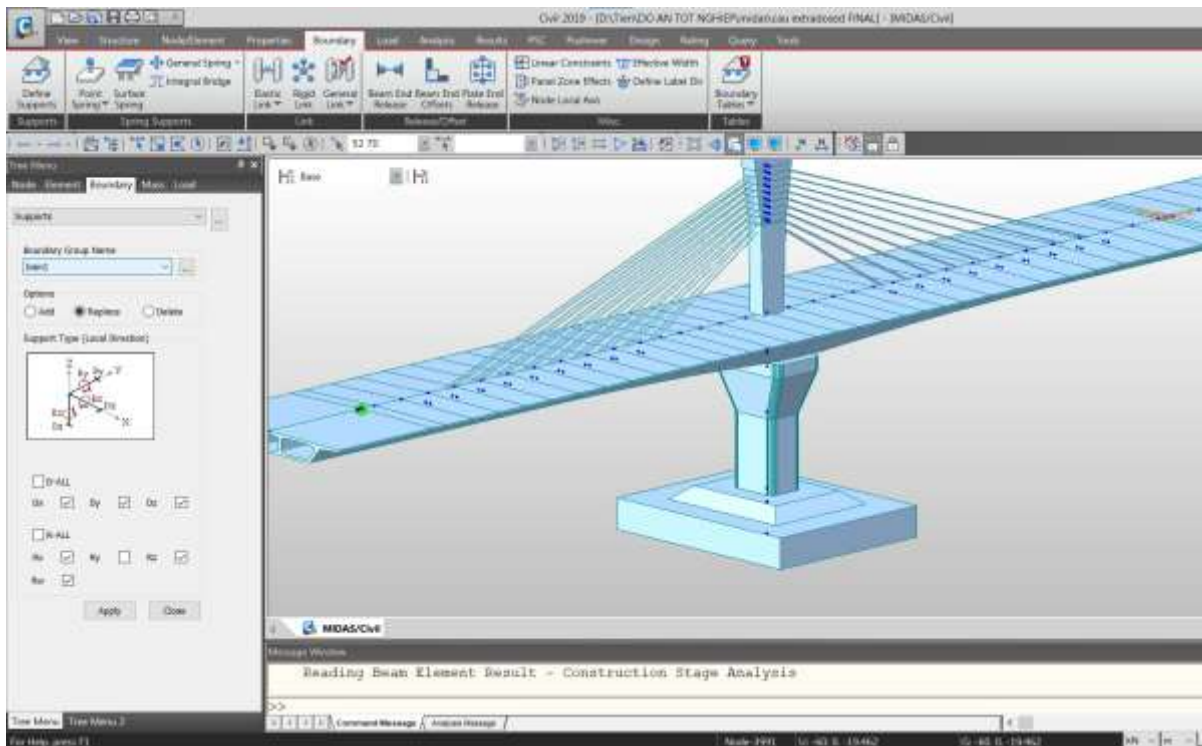 Civil 2019 - [D:\Tien\DO AN TOT NGHIEP\midas\cau extradosed FINAL] - [MIDAS/Civil]
View Structure Node/Element Properties Boundary Load Analysis Results PSC Pushover Design Rating Query Tools
General Spring
Integral Bridge
Linear Constraints Effective Width
Panel Zone Effects Define Label Dir
Node Local Axis
Define Supports
Point Spring
Surface Spring
Elastic Link
Rigid Link
General Link
Beam End Release
Beam End Offsets
Plate End Release
Boundary Tables
Supports Spring Supports Link Release/Offset Misc. Tables
Tree Menu
Node Element Boundary Mass Load
Base
Supports
Boundary Group Name
Options
Add Replace Delete
Support Type (Local Direction)
D-ALL
Dx Dy Dz
R-ALL
Rx Ry Rz
Rw
Apply Close
MIDAS/Civil
Message Window
Reading Beam Element Result - Construction Stage Analysis
>>
Tree Menu Tree Menu 2
Command Message Analysis Message
For Help, press F1
Node-3991
kN m